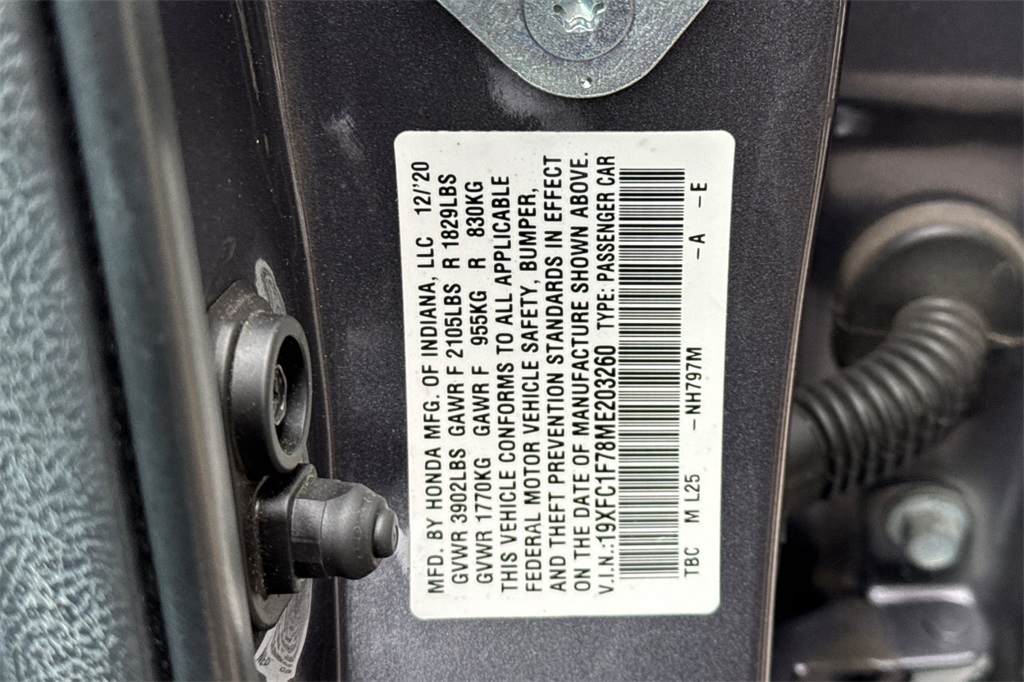 MFD. BY HONDA MFG. OF INDIANA, LLC 12/'20
GVWR 3902LBS GAWR F 2105LBS R 1829LBS
GVWR 1770KG GAWR F 955KG R 830KG
THIS VEHICLE CONFORMS TO ALL APPLICABLE
FEDERAL MOTOR VEHICLE SAFETY, BUMPER,
AND THEFT PREVENTION STANDARDS IN EFFECT
ON THE DATE OF MANUFACTURE SHOWN ABOVE.
V.I.N.:19XFC1F78ME203260 TYPE: PASSENGER CAR
TBC M L25 -NH797M -A -E